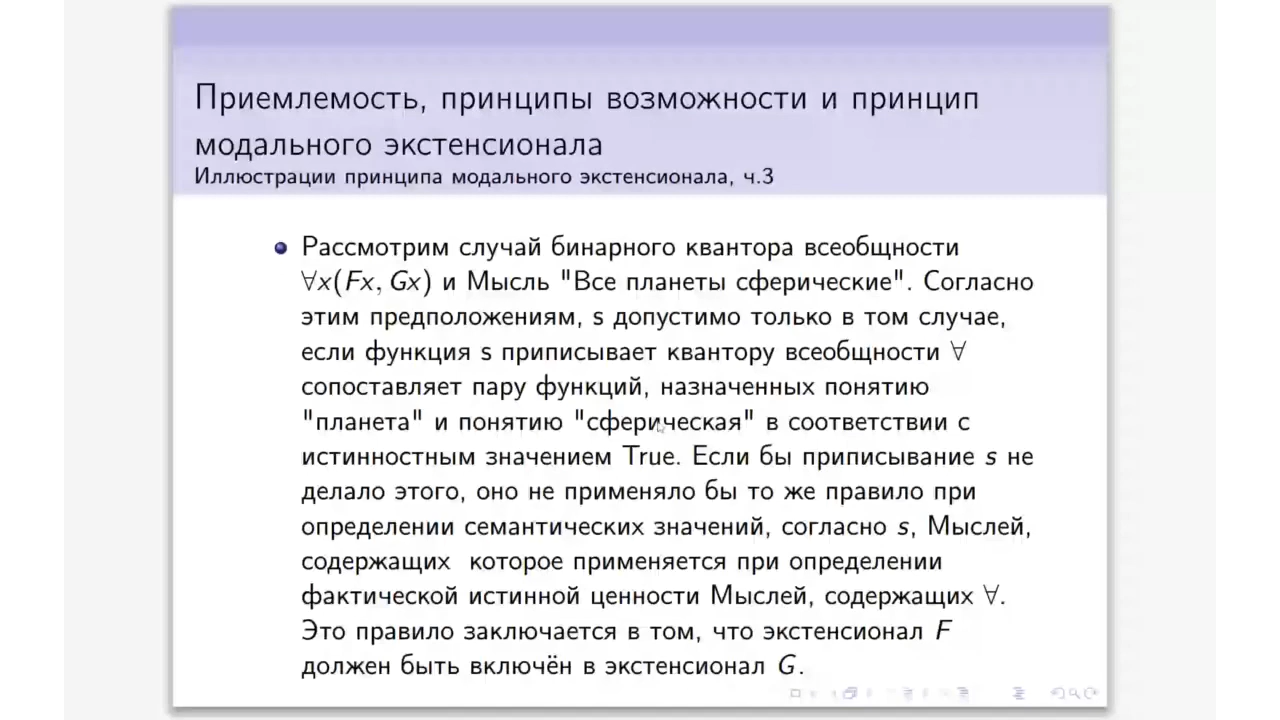 Приемлемость, принципы возможности и принцип
модального экстенсионала
Иллюстрации принципа модального экстенсионала, ч.3
Рассмотрим случай бинарного квантора всеобщности
∀x(Fx, Gx) и Мысль "Все планеты сферические". Согласно
этим предположениям, s допустимо только в том случае,
если функция s приписывает квантору всеобщности ∀
сопоставляет пару функций, назначенных понятию
"планета" и понятию "сферическая" в соответствии с
истинностным значением True. Если бы приписывание s не
делало этого, оно не применяло бы то же правило при
определении семантических значений, согласно s, Мыслей,
содержащих которое применяется при определении
фактической истинной ценности Мыслей, содержащих ∀.
Это правило заключается в том, что экстенсионал F
должен быть включён в экстенсионал G.